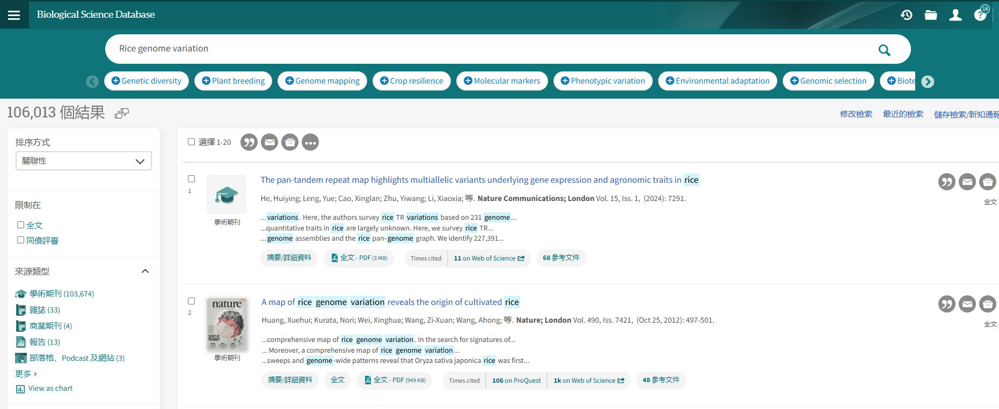 Biological Science Database
14
Rice genome variation
Genetic diversity
Plant breeding
Genome mapping
Crop resilience
Molecular markers
Phenotypic variation
Environmental adaptation
Genomic selection
Biote
106,013 個結果
修改檢索 最近的檢索 儲存檢索/新知通報
排序方式
關聯性
限制在
全文
同儕評審
來源類型
學術期刊 (103,674)
雜誌 (33)
商業期刊 (4)
報告 (13)
部落格、Podcast 及網站 (3)
更多 ›
View as chart
選擇 1-20
1
學術期刊
The pan-tandem repeat map highlights multiallelic variants underlying gene expression and agronomic traits in rice
He, Huiying; Leng, Yue; Cao, Xinglan; Zhu, Yiwang; Li, Xiaoxia; 等. Nature Communications; London Vol. 15, Iss. 1, (2024): 7291.
全文
...variations. Here, the authors survey rice TR variations based on 231 genome...
...quantitative traits in rice are largely unknown. Here, we survey rice TR...
...genome assemblies and the rice pan-genome graph. We identify 227,391...
摘要/詳細資料 全文 - PDF (3 MB) Times cited 11 on Web of Science 68 參考文件
2
nature
SECRETS OF PREGNANCY
學術期刊
A map of rice genome variation reveals the origin of cultivated rice
Huang, Xuehui; Kurata, Nori; Wei, Xinghua; Wang, Zi-Xuan; Wang, Ahong; 等. Nature; London Vol. 490, Iss. 7421, (Oct 25, 2012): 497-501.
全文
...comprehensive map of rice genome variation. In the search for signatures of...
... Moreover, a comprehensive map of rice genome variation...
...sweeps and genome-wide patterns reveal that Oryza sativa japonica rice was first...
摘要/詳細資料 全文 全文 - PDF (949 KB) Times cited 106 on ProQuest 1k on Web of Science 48 參考文件